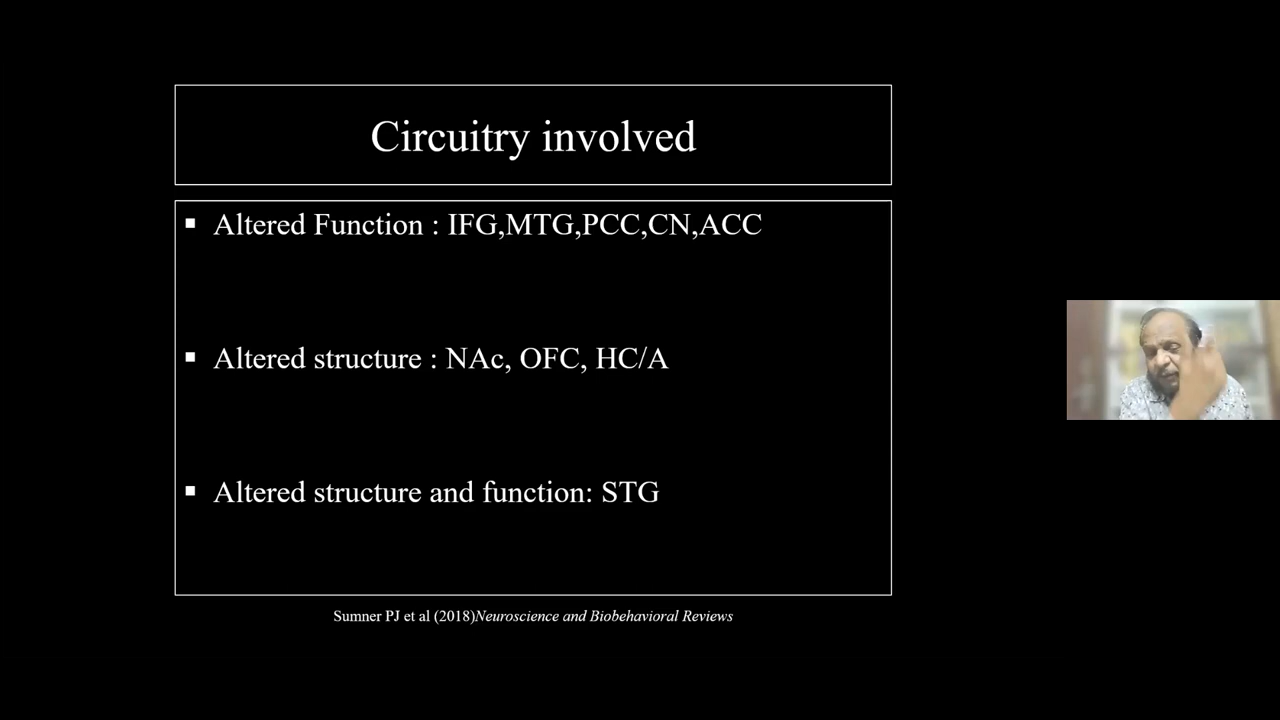 Circuitry involved
▪ Altered Function : IFG,MTG,PCC,CN,ACC
▪ Altered structure : NAc, OFC, HC/A
▪ Altered structure and function: STG
Sumner PJ et al (2018)Neuroscience and Biobehavioral Reviews